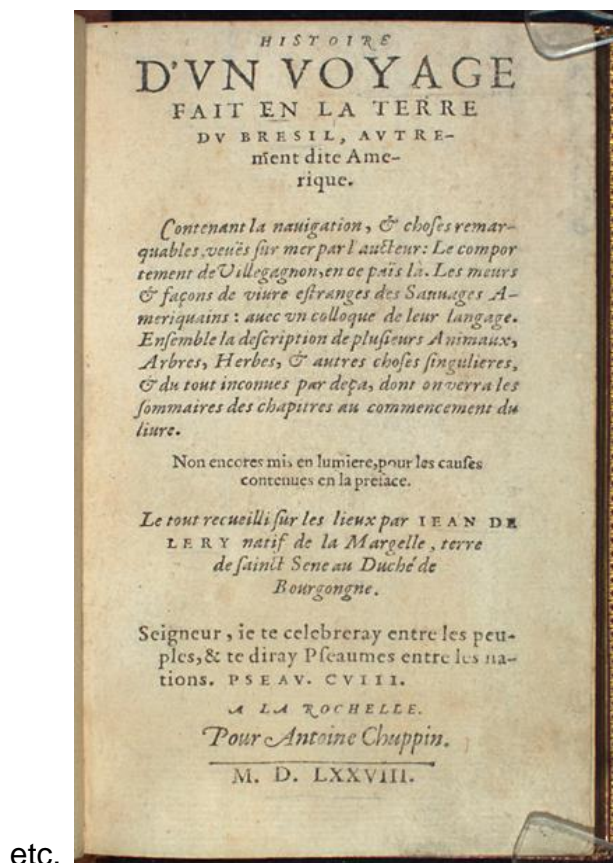 HISTOIRE
D'VN VOYAGE
FAIT EN LA TERRE
DV BRESIL, AVTRE-
ment dite Ame-
rique.
Contenant la nauigation, & choſes remar-
quables, veuës ſur mer par l'aucteur: Le compor
tement de Villegagnon, en ce païs là. Les meurs
& façons de viure eſtranges des Sauuages A-
meriquains: auec vn colloque de leur langage.
Enſemble la deſcription de pluſieurs Animaux,
Arbres, Herbes, & autres choſes ſingulieres,
& du tout inconues par deça, dont on verra les
ſommaires des chapitres au commencement du
liure.
Non encores mis en lumiere, pour les cauſes
contenues en la preface.
Le tout recueilli ſur les lieux par IEAN DE
LERY natif de la Margelle, terre
de ſainct Sene au Duché de
Bourgongne.
Seigneur, ie te celebreray entre les peu-
ples, & te diray Pſeaumes entre les na-
tions. PSEAV. CVIII.
A LA ROCHELLE.
Pour Antoine Chuppin.
M. D. LXXVIII.
etc.